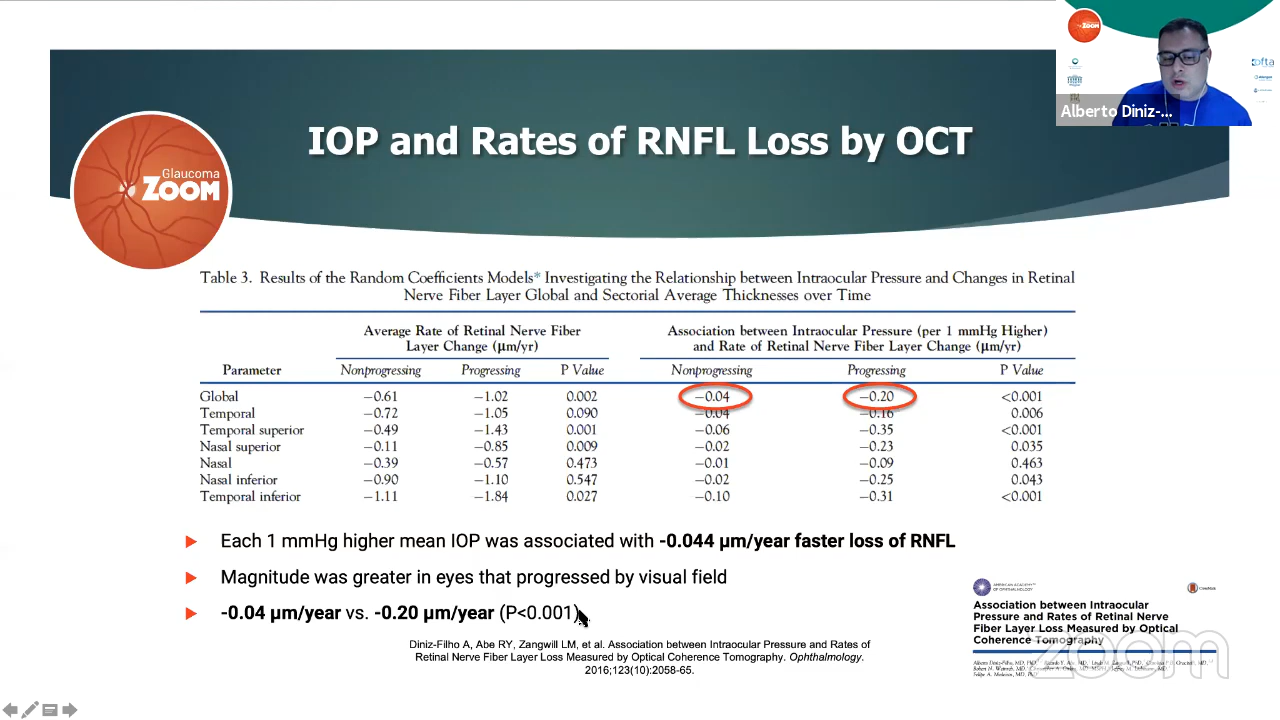 ZOOM
ofta
Alberto Diniz-...
IOP and Rates of RNFL Loss by OCT
Glaucoma
ZOOM
Table 3. Results of the Random Coefficients Models* Investigating the Relationship between Intraocular Pressure and Changes in Retinal
Nerve Fiber Layer Global and Sectorial Average Thicknesses over Time
Average Rate of Retinal Nerve Fiber
Layer Change (μm/yr)
Association between Intraocular Pressure (per 1 mmHg Higher)
and Rate of Retinal Nerve Fiber Layer Change (μm/yr)
Parameter Nonprogressing Progressing P Value Nonprogressing Progressing P Value
Global −0.61 −1.02 0.002 −0.04 −0.20 <0.001
Temporal −0.72 −1.05 0.090 −0.04 −0.16 0.006
Temporal superior −0.49 −1.43 0.001 −0.06 −0.35 <0.001
Nasal superior −0.11 −0.85 0.009 −0.02 −0.23 0.035
Nasal −0.39 −0.57 0.473 −0.01 −0.09 0.463
Nasal inferior −0.90 −1.10 0.547 −0.02 −0.25 0.043
Temporal inferior −1.11 −1.84 0.027 −0.10 −0.31 <0.001
Each 1 mmHg higher mean IOP was associated with -0.044 μm/year faster loss of RNFL
Magnitude was greater in eyes that progressed by visual field
-0.04 μm/year vs. -0.20 μm/year (P<0.001).
Diniz-Filho A, Abe RY, Zangwill LM, et al. Association between Intraocular Pressure and Rates of
Retinal Nerve Fiber Layer Loss Measured by Optical Coherence Tomography. Ophthalmology.
2016;123(10):2058-65.
AMERICAN ACADEMY
OF OPHTHALMOLOGY
CrossMark
Association between Intraocular
Pressure and Rates of Retinal Nerve
Fiber Layer Loss Measured by Optical
Coherence Tomography
zoom